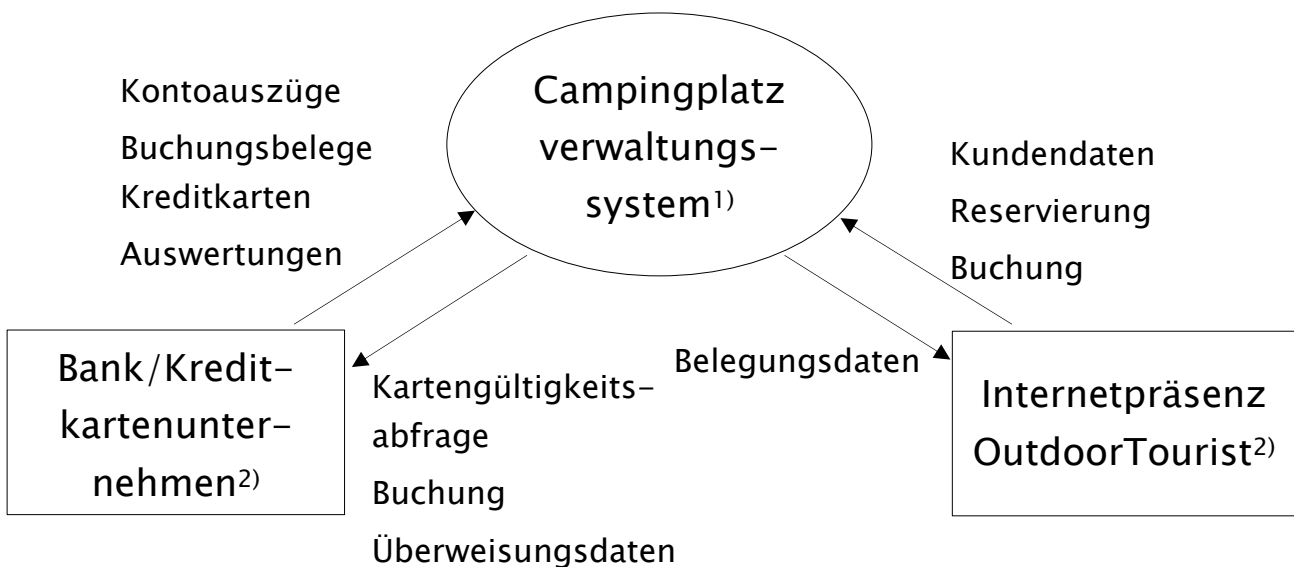 Kontoauszüge
Buchungsbelege
Kreditkarten
Auswertungen
Campingplatz
verwaltungs-
system¹⁾
Kundendaten
Reservierung
Buchung
Bank/Kredit-
kartenunter-
nehmen²⁾
Kartengültigkeits-
abfrage
Buchung
Überweisungsdaten
Belegungsdaten
Internetpräsenz
OutdoorTourist²⁾